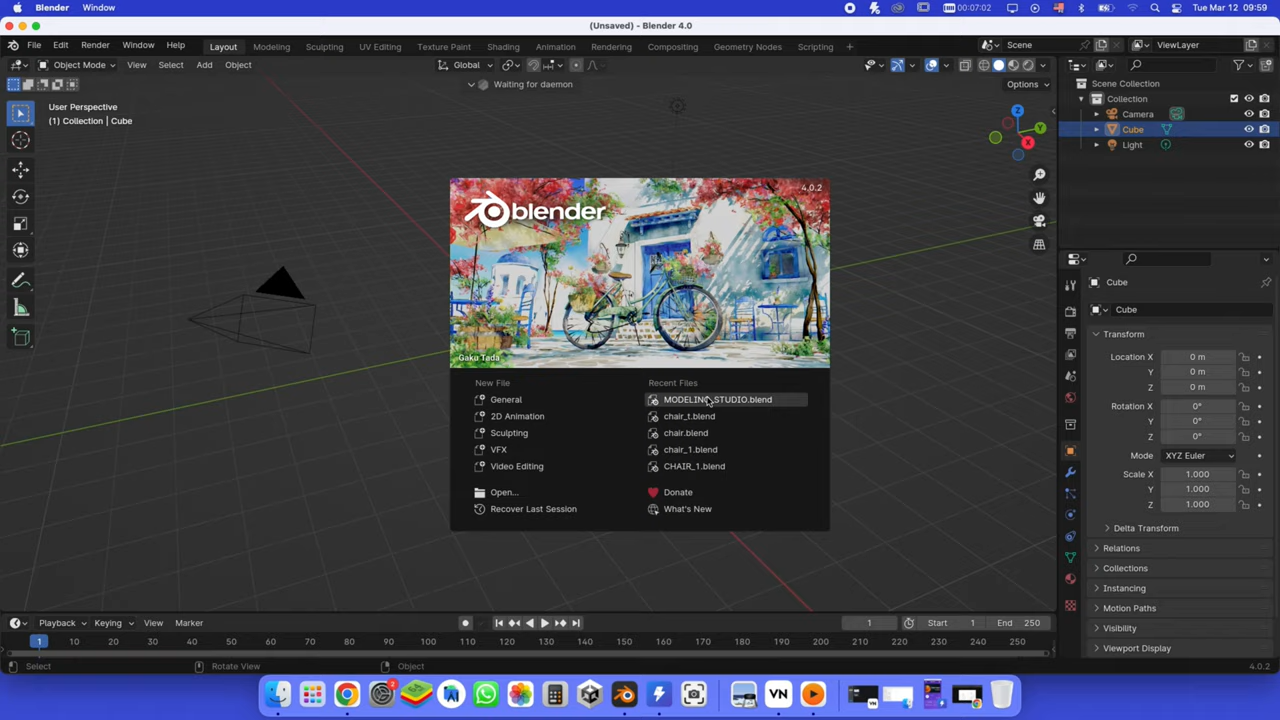 Blender Window 00:07:02 Tue Mar 12 09:59
(Unsaved) - Blender 4.0
File Edit Render Window Help Layout Modeling Sculpting UV Editing Texture Paint Shading Animation Rendering Compositing Geometry Nodes Scripting + Scene ViewLayer
Object Mode View Select Add Object Global
Options
Waiting for daemon
User Perspective
(1) Collection | Cube
Z
Y
X
Scene Collection
Collection
Camera
Cube
Light
4.0.2
blender
Gaku Tada
New File
General
2D Animation
Sculpting
VFX
Video Editing
Open...
Recover Last Session
Recent Files
MODELING_STUDIO.blend
chair_t.blend
chair.blend
chair_1.blend
CHAIR_1.blend
Donate
What's New
Cube
Cube
Transform
Location X 0 m
Y 0 m
Z 0 m
Rotation X 0°
Y 0°
Z 0°
Mode XYZ Euler
Scale X 1.000
Y 1.000
Z 1.000
Delta Transform
Relations
Collections
Instancing
Motion Paths
Visibility
Viewport Display
Playback Keying View Marker 1 Start 1 End 250
1 10 20 30 40 50 60 70 80 90 100 110 120 130 140 150 160 170 180 190 200 210 220 230 240 250
Select Rotate View Object 4.0.2
2 VN VN